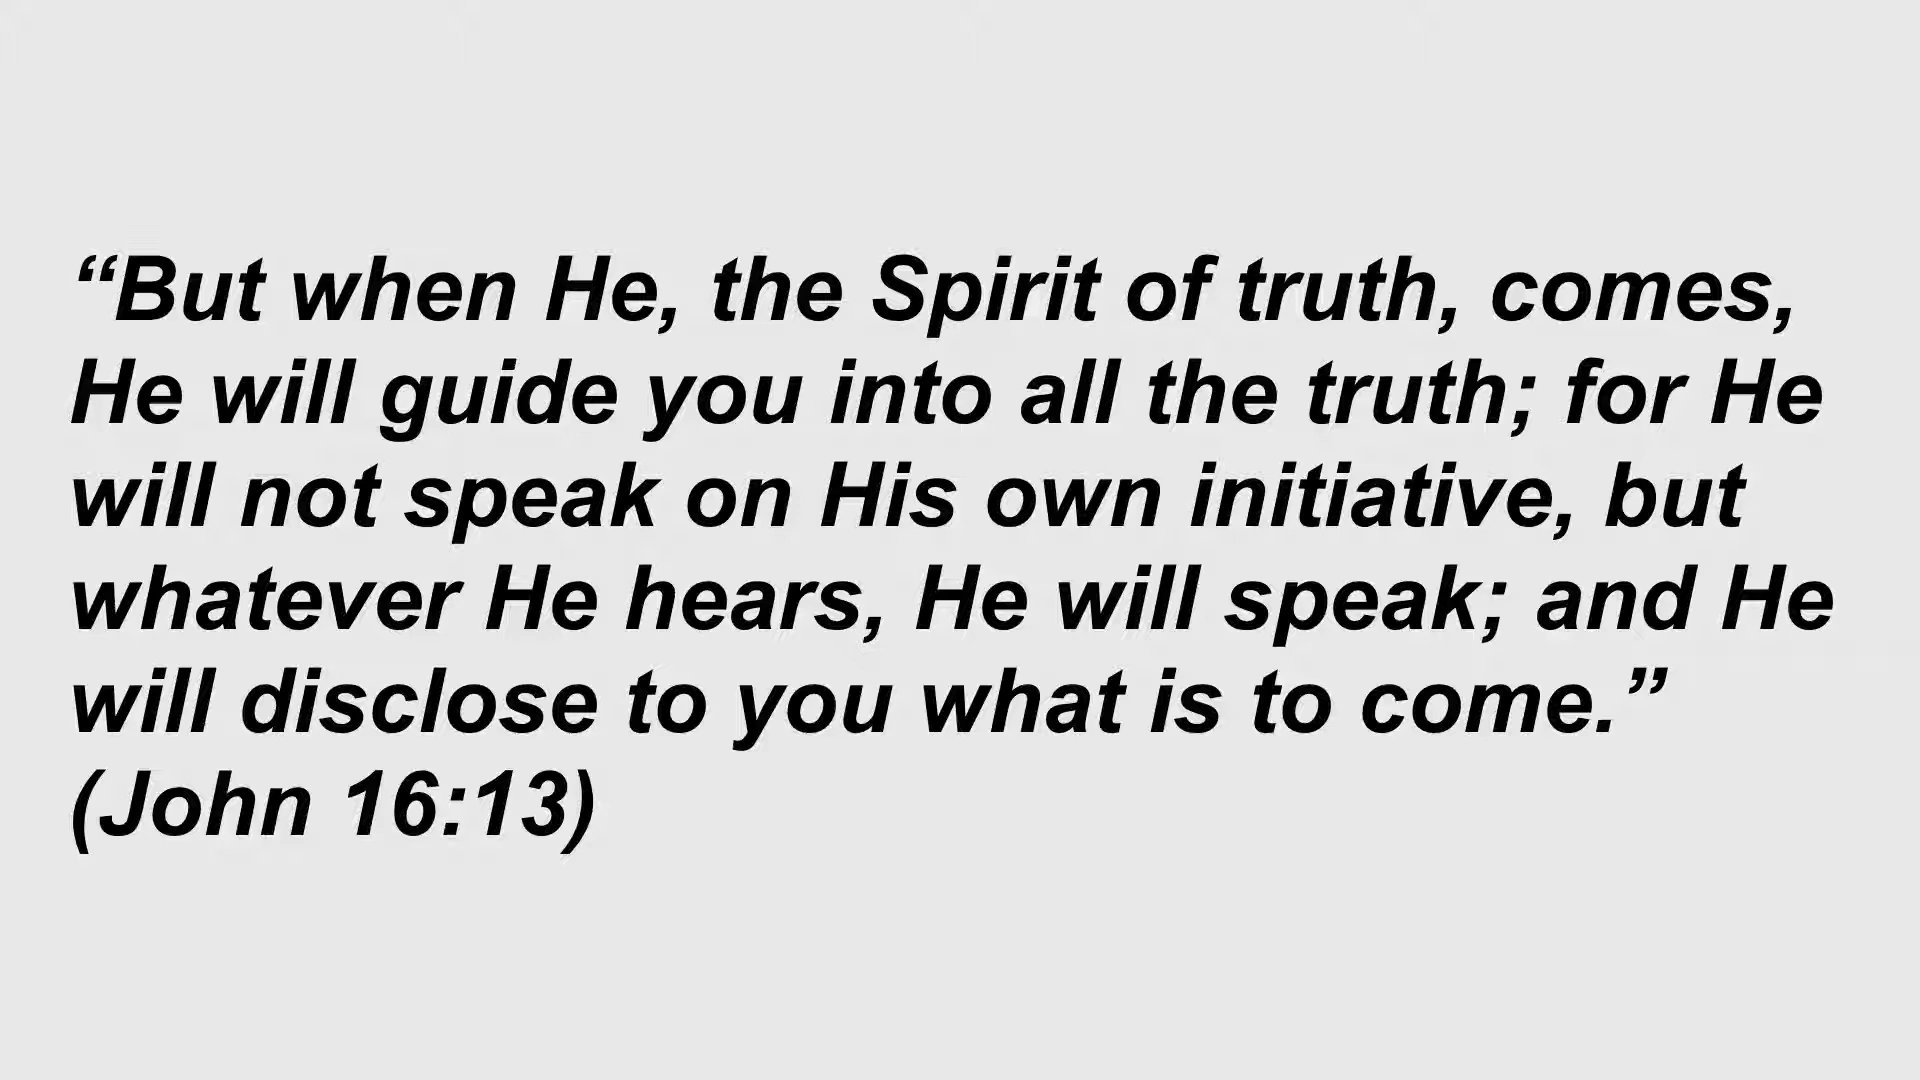 “But when He, the Spirit of truth, comes,
He will guide you into all the truth; for He
will not speak on His own initiative, but
whatever He hears, He will speak; and He
will disclose to you what is to come.”
(John 16:13)